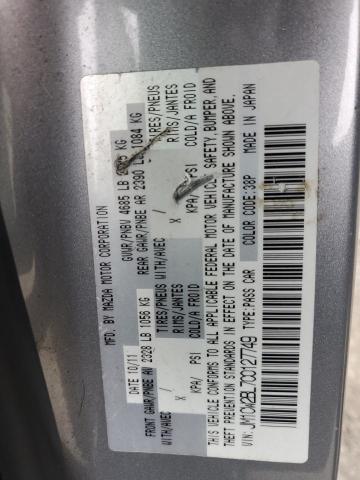 MFD. BY MAZDA MOTOR CORPORATION
DATE 10/11 GVWR/PNBV 4685 LB KG
FRONT GAWR/PNBE AV 2328 LB 1056 KG REAR GAWR/PNBE AR 2390 LB 1084 KG
WITH/AVEC / TIRES/PNEUS WITH/AVEC / TIRES/PNEUS
X RIMS/JANTES X RIMS/JANTES
KPA/ PSI COLD/A FROID KPA/ PSI COLD/A FROID
THIS VEHICLE CONFORMS TO ALL APPLICABLE FEDERAL MOTOR VEHICLE SAFETY, BUMPER, AND
THEFT PREVENTION STANDARDS IN EFFECT ON THE DATE OF MANUFACTURE SHOWN ABOVE.
JM1CW2BL7C0127749 TYPE:PASS CAR COLOR CODE:38P MADE IN JAPAN